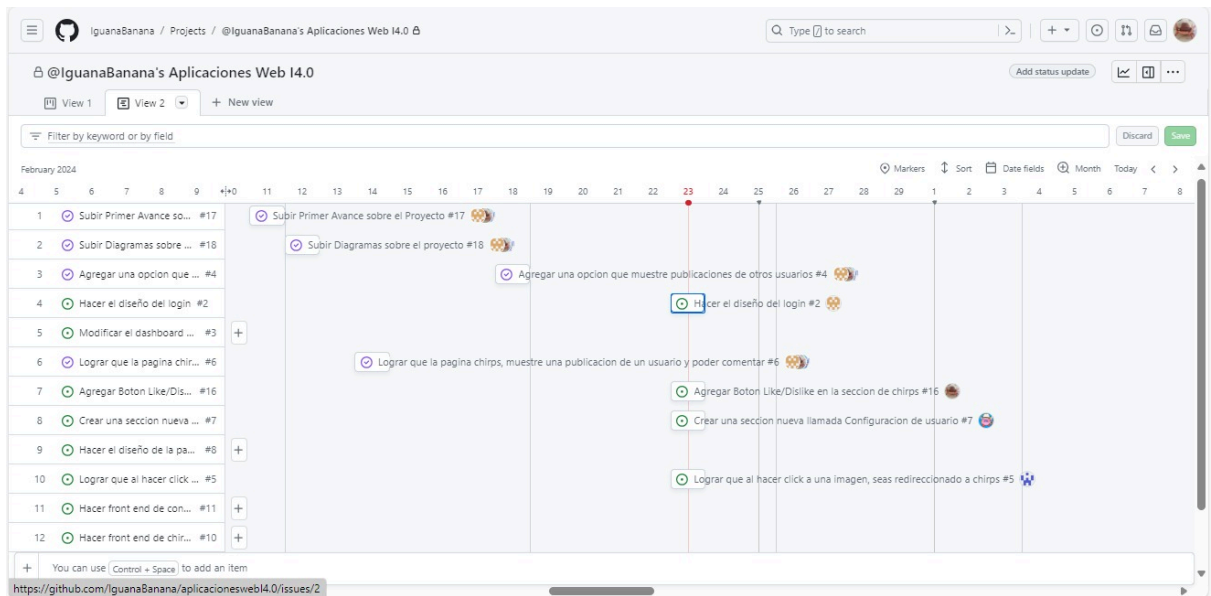 IguanaBanana / Projects / @IguanaBanana's Aplicaciones Web I4.0
Type / to search
@IguanaBanana's Aplicaciones Web I4.0
Add status update
View 1 View 2 + New view
Filter by keyword or by field
Discard Save
February 2024
Markers Sort Date fields Month Today
4 5 6 7 8 9 10 11 12 13 14 15 16 17 18 19 20 21 22 23 24 25 26 27 28 29 1 2 3 4 5 6 7 8
1 Subir Primer Avance so... #17 Subir Primer Avance sobre el Proyecto #17
2 Subir Diagramas sobre ... #18 Subir Diagramas sobre el proyecto #18
3 Agregar una opcion que ... #4 Agregar una opcion que muestre publicaciones de otros usuarios #4
4 Hacer el diseño del login #2 Hacer el diseño del login #2
5 Modificar el dashboard ... #3 +
6 Lograr que la pagina chir... #6 Lograr que la pagina chirps, muestre una publicacion de un usuario y poder comentar #6
7 Agregar Boton Like/Dis... #16 Agregar Boton Like/Dislike en la seccion de chirps #16
8 Crear una seccion nueva ... #7 Crear una seccion nueva llamada Configuracion de usuario #7
9 Hacer el diseño de la pa... #8 +
10 Lograr que al hacer click ... #5 Lograr que al hacer click a una imagen, seas redireccionado a chirps #5
11 Hacer front end de con... #11 +
12 Hacer front end de chir... #10 +
+ You can use Control + Space to add an item
https://github.com/IguanaBanana/aplicacioneswebI4.0/issues/2